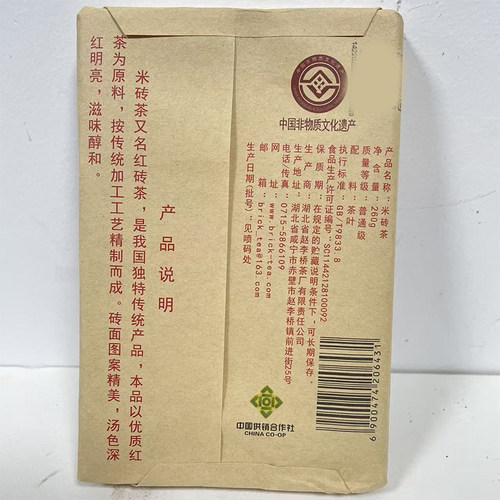 中国非物质文化遗产
产品名称:米砖茶
净含量:260g
质量等级:普通级
配料:茶叶
执行标准:GB/T9833.8
食品生产许可证编号:SC11442128100092
保质期:在规定的贮藏说明条件下,可长期保存。
生产商:湖北省赵李桥茶厂有限责任公司
生产地址:湖北省咸宁市赤壁市赵李桥镇前进街25号
电话/传真:0715-5866109
网址:www.brick-tea.com
邮箱:brick_tea@163.com
生产日期(批号):见喷码处
产品说明
米砖茶又名红砖茶,是我国独特传统产品,本品以优质红
茶为原料,按传统加工工艺精制而成。砖面图案精美,汤色深
红明亮,滋味醇和。
中国供销合作社
CHINA CO-OP
6900474206431